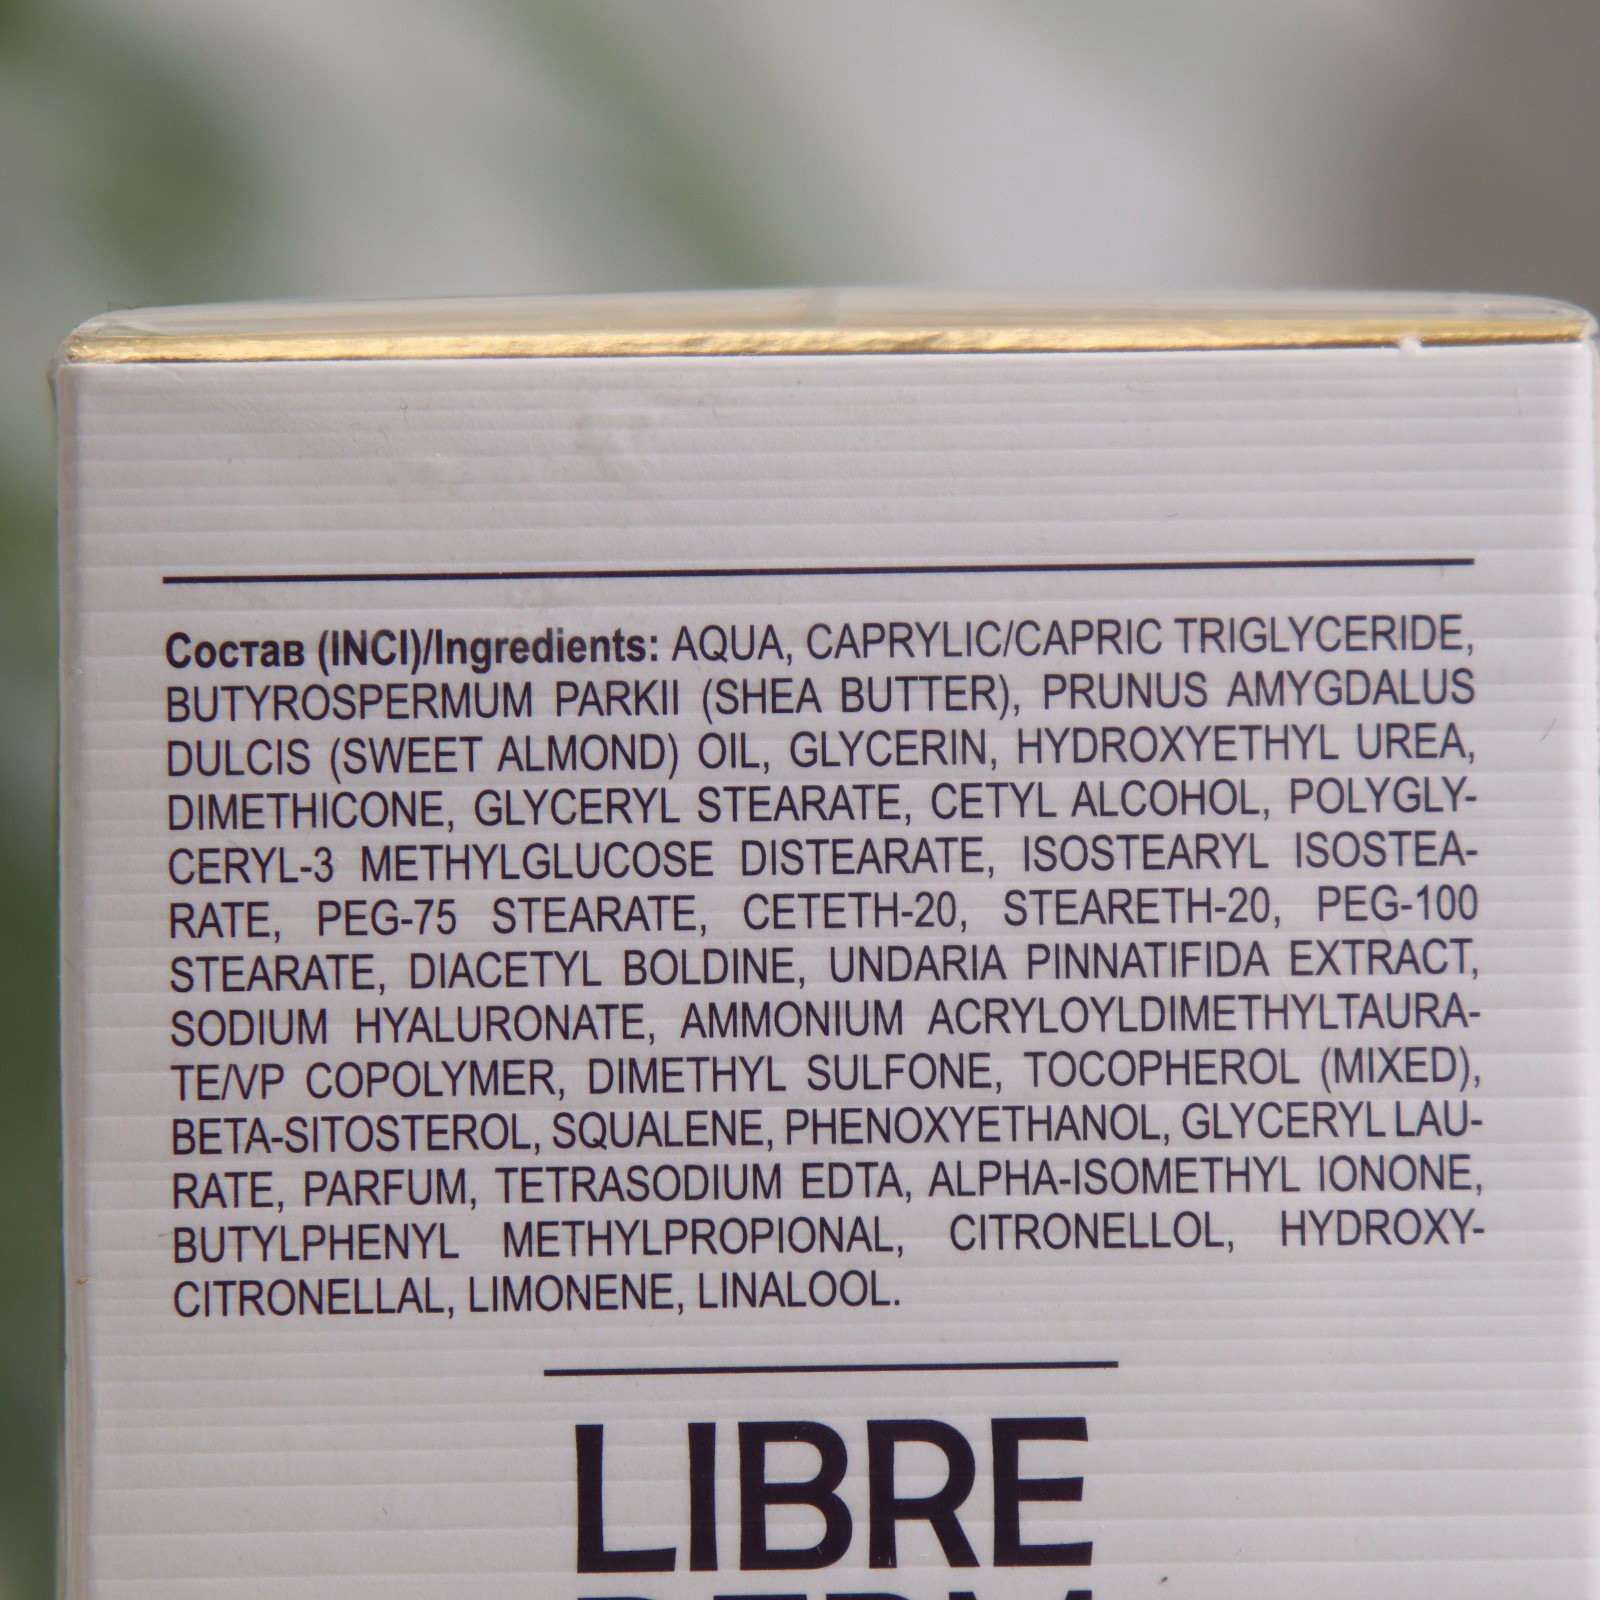 Состав (INCI)/Ingredients: AQUA, CAPRYLIC/CAPRIC TRIGLYCERIDE,
BUTYROSPERMUM PARKII (SHEA BUTTER), PRUNUS AMYGDALUS
DULCIS (SWEET ALMOND) OIL, GLYCERIN, HYDROXYETHYL UREA,
DIMETHICONE, GLYCERYL STEARATE, CETYL ALCOHOL, POLYGLY-
CERYL-3 METHYLGLUCOSE DISTEARATE, ISOSTEARYL ISOSTEA-
RATE, PEG-75 STEARATE, CETETH-20, STEARETH-20, PEG-100
STEARATE, DIACETYL BOLDINE, UNDARIA PINNATIFIDA EXTRACT,
SODIUM HYALURONATE, AMMONIUM ACRYLOYLDIMETHYLTAURA-
TE/VP COPOLYMER, DIMETHYL SULFONE, TOCOPHEROL (MIXED),
BETA-SITOSTEROL, SQUALENE, PHENOXYETHANOL, GLYCERYL LAU-
RATE, PARFUM, TETRASODIUM EDTA, ALPHA-ISOMETHYL IONONE,
BUTYLPHENYL METHYLPROPIONAL, CITRONELLOL, HYDROXY-
CITRONELLAL, LIMONENE, LINALOOL.
LIBRE